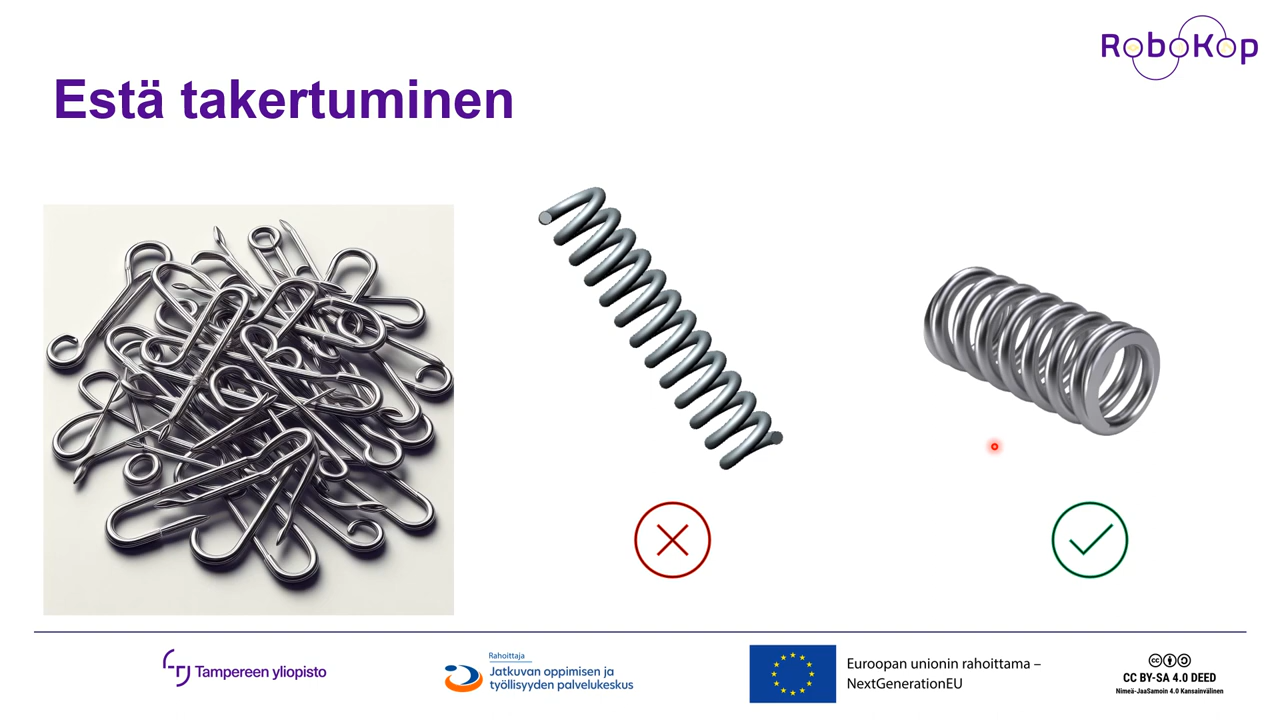 RoboKop
Estä takertuminen
Tampereen yliopisto
Rahoittaja
Jatkuvan oppimisen ja
työllisyyden palvelukeskus
Euroopan unionin rahoittama –
NextGenerationEU
cc
CC BY-SA 4.0 DEED
Nimeä-JaaSamoin 4.0 Kansainvälinen